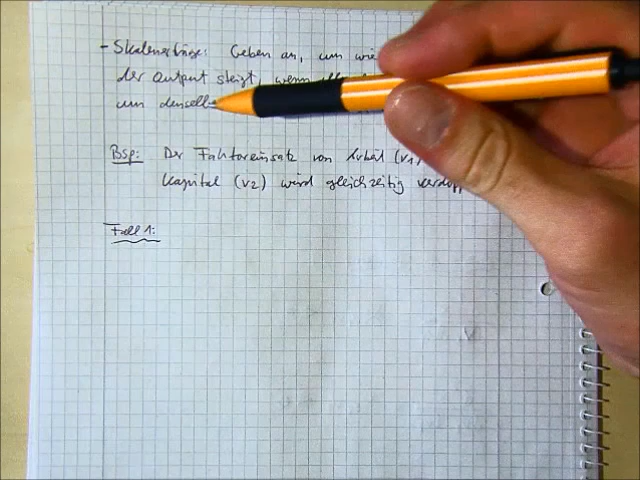 - Skalenerträge: Geben an, um wie
der Output steigt, wenn
um denselb
Bsp: Der Faktoreinsatz von Arbeit (v1)
Kapital (v2) wird gleichzeitig verdopp
Fall 1: